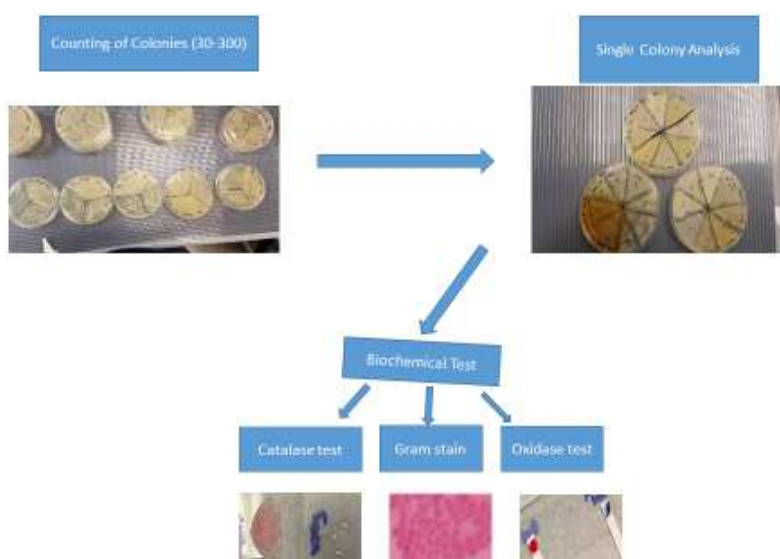 Counting of Colonies (30-300)
Single Colony Analysis
Biochemical Test
Catalase test
Gram stain
Oxidase test